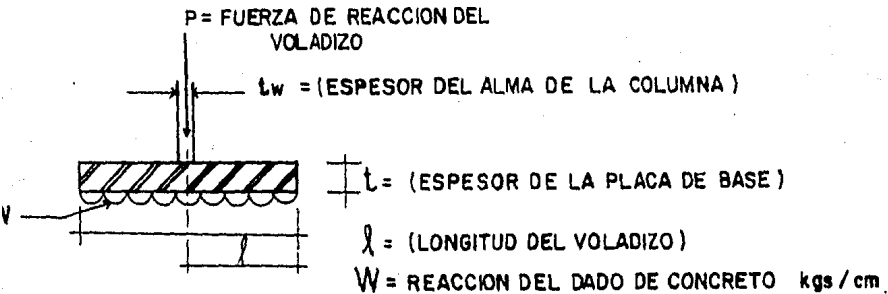 P= FUERZA DE REACCION DEL
VOLADIZO
tw =(ESPESOR DEL ALMA DE LA COLUMNA)
t= (ESPESOR DE LA PLACA DE BASE)
W
ℓ = (LONGITUD DEL VOLADIZO)
ℓ
W= REACCION DEL DADO DE CONCRETO kgs/cm.